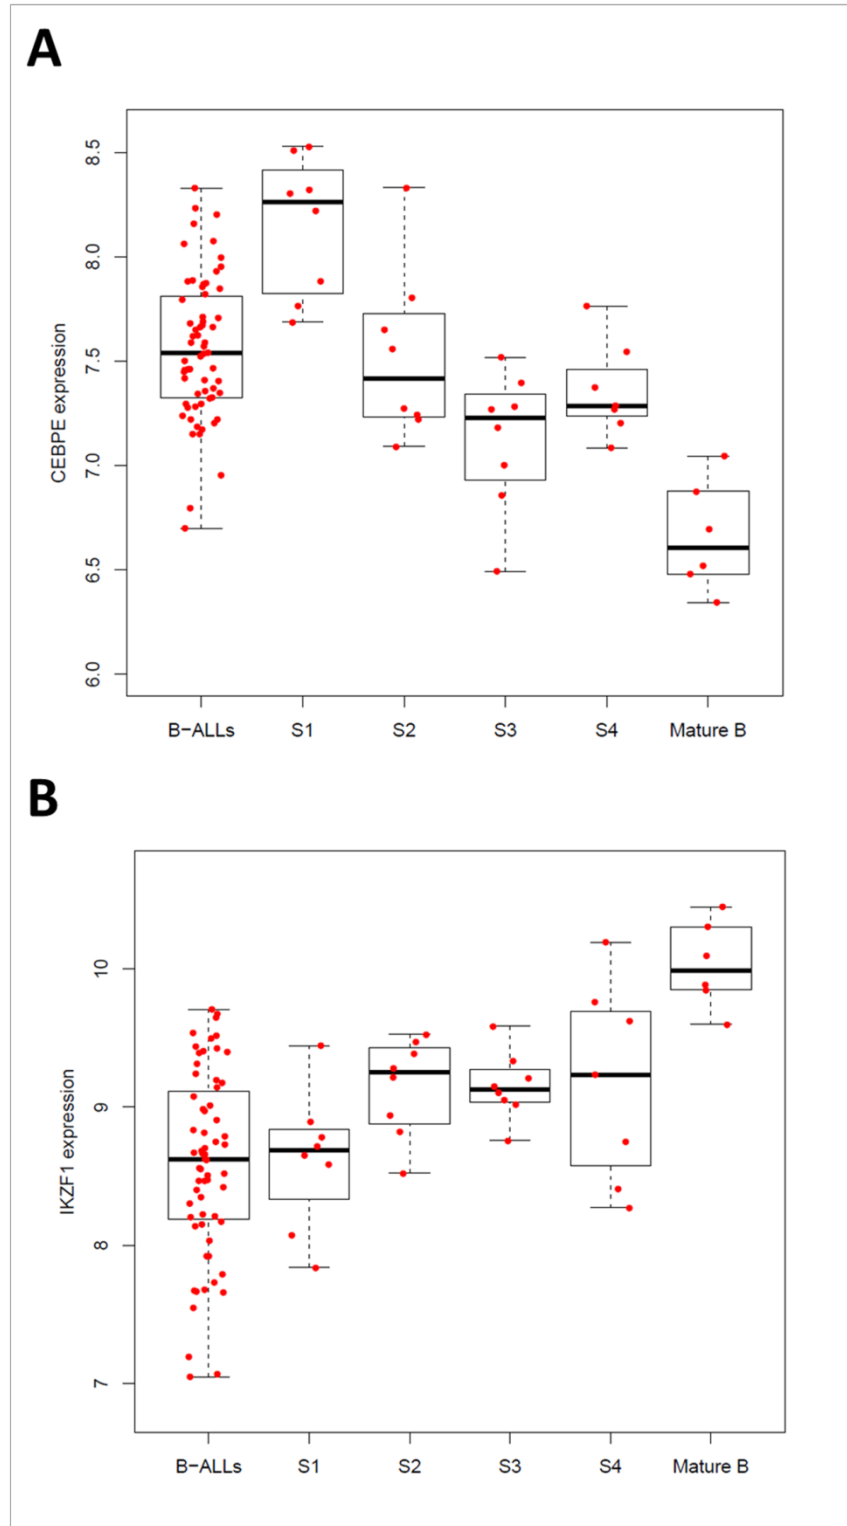 A
CEBPE expression
8.5
8.0
7.5
7.0
6.5
6.0
B−ALLs S1 S2 S3 S4 Mature B
B
IKZF1 expression
10
9
8
7
B−ALLs S1 S2 S3 S4 Mature B